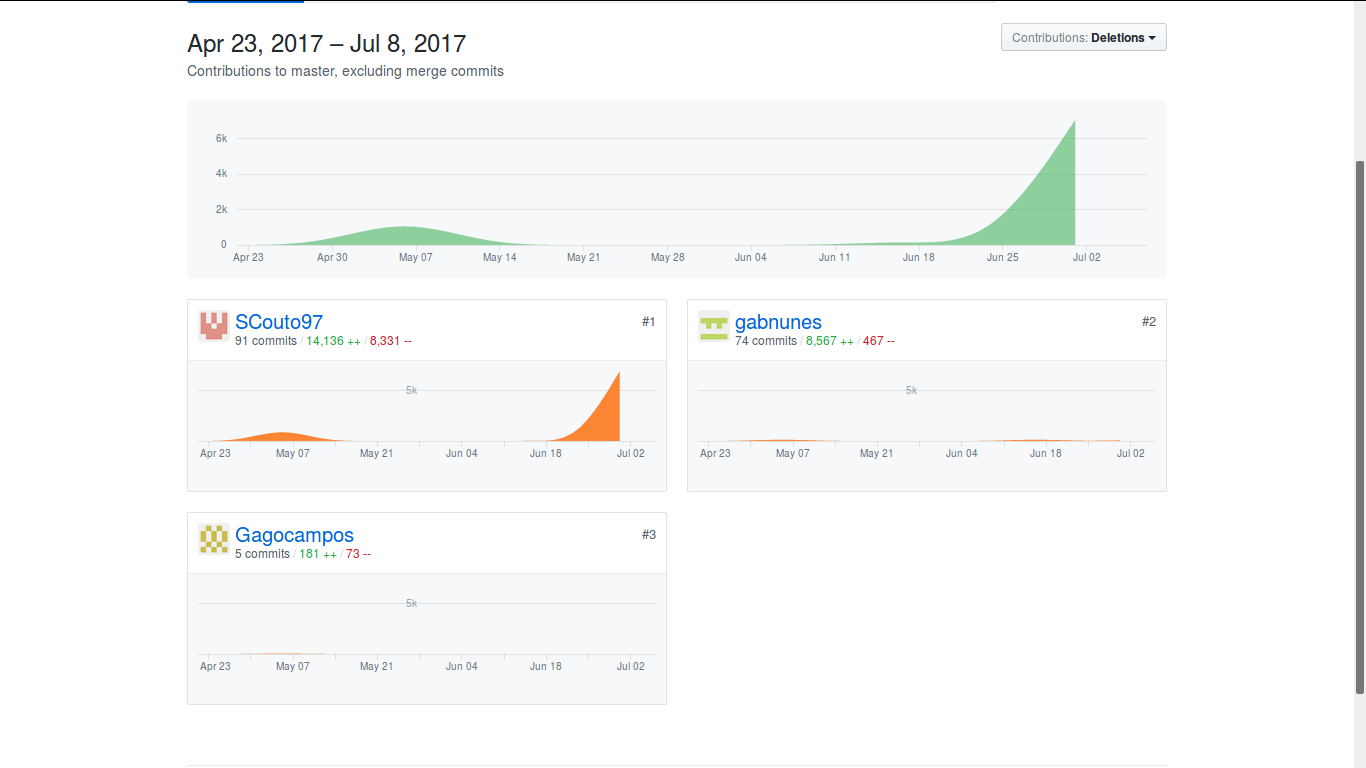 Apr 23, 2017 – Jul 8, 2017
Contributions: Deletions
Contributions to master, excluding merge commits
6k
4k
2k
0
Apr 23 Apr 30 May 07 May 14 May 21 May 28 Jun 04 Jun 11 Jun 18 Jun 25 Jul 02
SCouto97 #1
91 commits / 14,136 ++ / 8,331 --
5k
Apr 23 May 07 May 21 Jun 04 Jun 18 Jul 02
gabnunes #2
74 commits / 8,567 ++ / 467 --
5k
Apr 23 May 07 May 21 Jun 04 Jun 18 Jul 02
Gagocampos #3
5 commits / 181 ++ / 73 --
5k
Apr 23 May 07 May 21 Jun 04 Jun 18 Jul 02